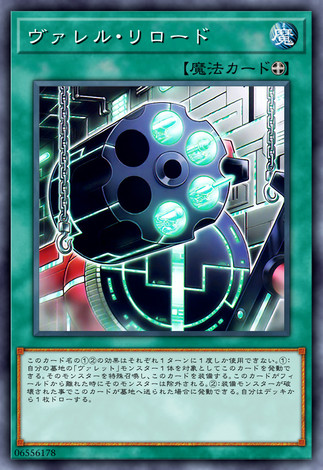 ヴァレル・リロード
魔
【魔法カード】
このカード名の①②の効果はそれぞれ１ターンに１度しか使用できない。①：
自分の墓地の「ヴァレット」モンスター１体を対象としてこのカードを発動で
きる。そのモンスターを特殊召喚し、このカードを装備する。このカードがフィ
ールドから離れた時にそのモンスターは除外される。②：装備モンスターが破
壊された事でこのカードが墓地へ送られた場合に発動できる。自分はデッキか
ら１枚ドローする。
06556178